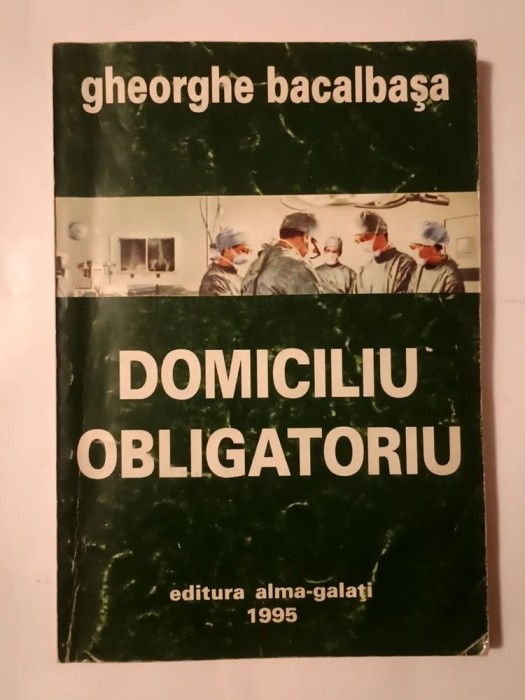 gheorghe bacalbaşa
DOMICILIU
OBLIGATORIU
editura alma-galaţi
1995